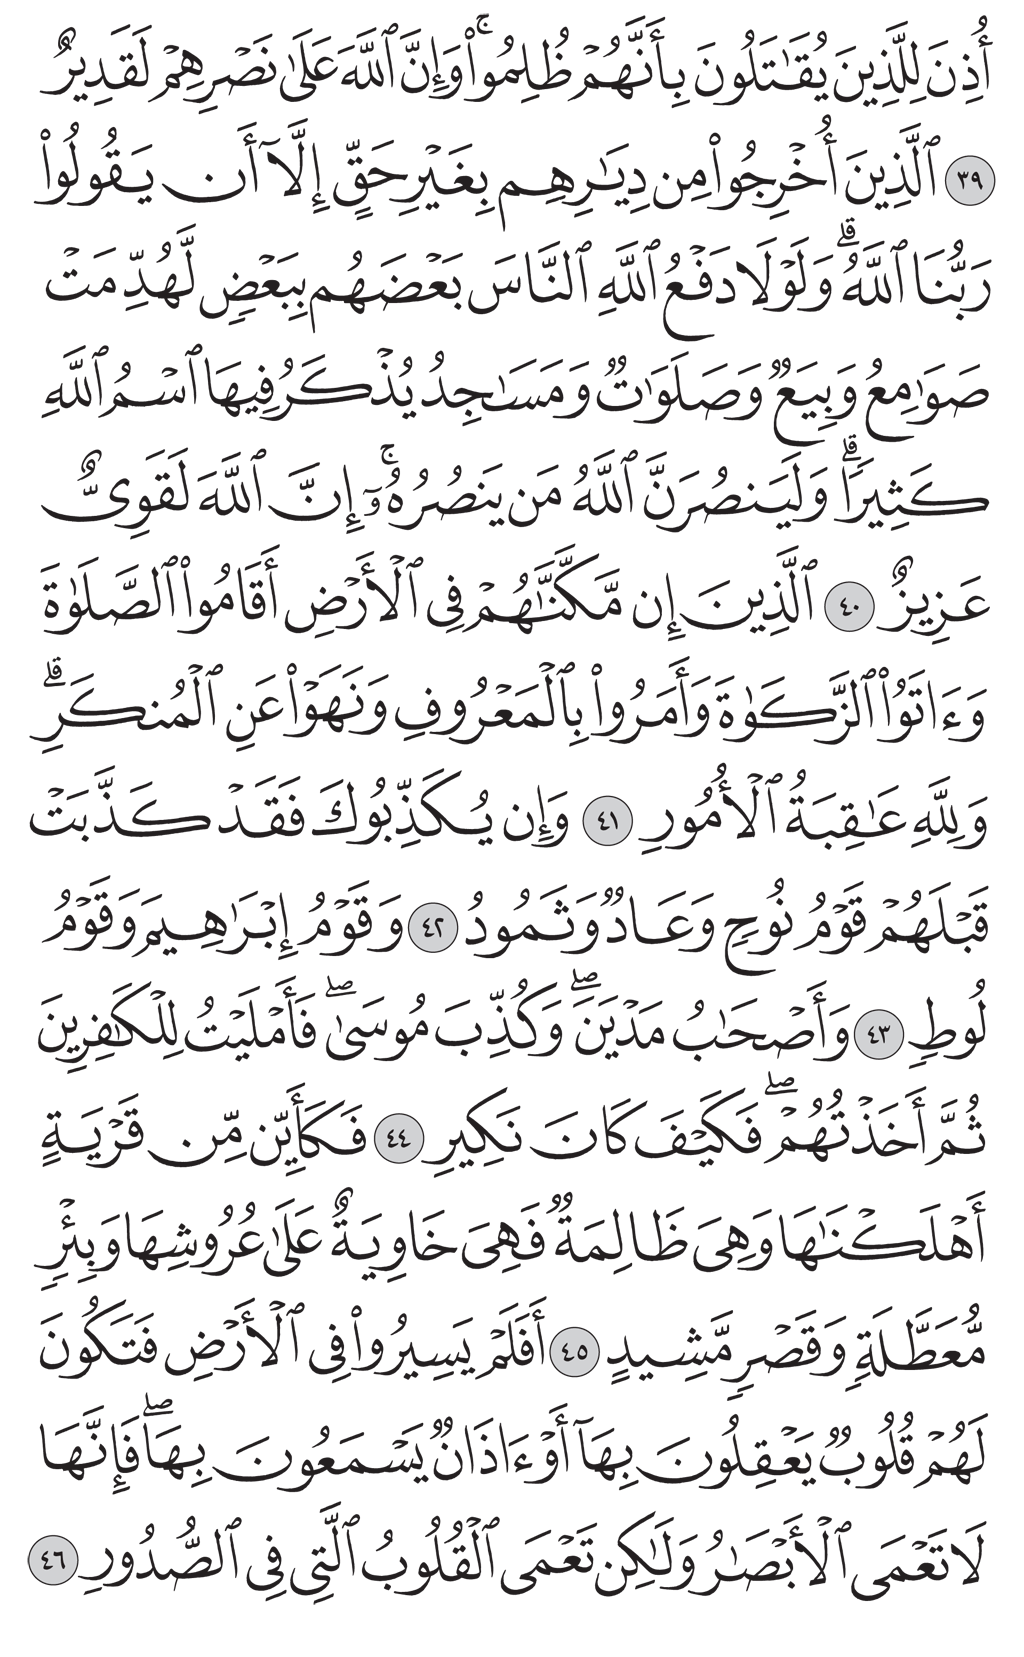 أُذِنَ لِلَّذِينَ يُقَٰتَلُونَ بِأَنَّهُمۡ ظُلِمُواْۚ وَإِنَّ ٱللَّهَ عَلَىٰ نَصۡرِهِمۡ لَقَدِيرٌ
٣٩ ٱلَّذِينَ أُخۡرِجُواْ مِن دِيَٰرِهِم بِغَيۡرِ حَقٍّ إِلَّآ أَن يَقُولُواْ
رَبُّنَا ٱللَّهُۗ وَلَوۡلَا دَفۡعُ ٱللَّهِ ٱلنَّاسَ بَعۡضَهُم بِبَعۡضٖ لَّهُدِّمَتۡ
صَوَٰمِعُ وَبِيَعٞ وَصَلَوَٰتٞ وَمَسَٰجِدُ يُذۡكَرُ فِيهَا ٱسۡمُ ٱللَّهِ
كَثِيرٗاۗ وَلَيَنصُرَنَّ ٱللَّهُ مَن يَنصُرُهُۥٓۚ إِنَّ ٱللَّهَ لَقَوِيٌّ
عَزِيزٌ ٤٠ ٱلَّذِينَ إِن مَّكَّنَّٰهُمۡ فِي ٱلۡأَرۡضِ أَقَامُواْ ٱلصَّلَوٰةَ
وَءَاتَوُاْ ٱلزَّكَوٰةَ وَأَمَرُواْ بِٱلۡمَعۡرُوفِ وَنَهَوۡاْ عَنِ ٱلۡمُنكَرِۗ
وَلِلَّهِ عَٰقِبَةُ ٱلۡأُمُورِ ٤١ وَإِن يُكَذِّبُوكَ فَقَدۡ كَذَّبَتۡ
قَبۡلَهُمۡ قَوۡمُ نُوحٖ وَعَادٞ وَثَمُودُ ٤٢ وَقَوۡمُ إِبۡرَٰهِيمَ وَقَوۡمُ
لُوطٖ ٤٣ وَأَصۡحَٰبُ مَدۡيَنَۖ وَكُذِّبَ مُوسَىٰۖ فَأَمۡلَيۡتُ لِلۡكَٰفِرِينَ
ثُمَّ أَخَذۡتُهُمۡۖ فَكَيۡفَ كَانَ نَكِيرِ ٤٤ فَكَأَيِّن مِّن قَرۡيَةٍ
أَهۡلَكۡنَٰهَا وَهِيَ ظَالِمَةٞ فَهِيَ خَاوِيَةٌ عَلَىٰ عُرُوشِهَا وَبِئۡرٖ
مُّعَطَّلَةٖ وَقَصۡرٖ مَّشِيدٍ ٤٥ أَفَلَمۡ يَسِيرُواْ فِي ٱلۡأَرۡضِ فَتَكُونَ
لَهُمۡ قُلُوبٞ يَعۡقِلُونَ بِهَآ أَوۡ ءَاذَانٞ يَسۡمَعُونَ بِهَاۖ فَإِنَّهَا
لَا تَعۡمَى ٱلۡأَبۡصَٰرُ وَلَٰكِن تَعۡمَى ٱلۡقُلُوبُ ٱلَّتِي فِي ٱلصُّدُورِ ٤٦